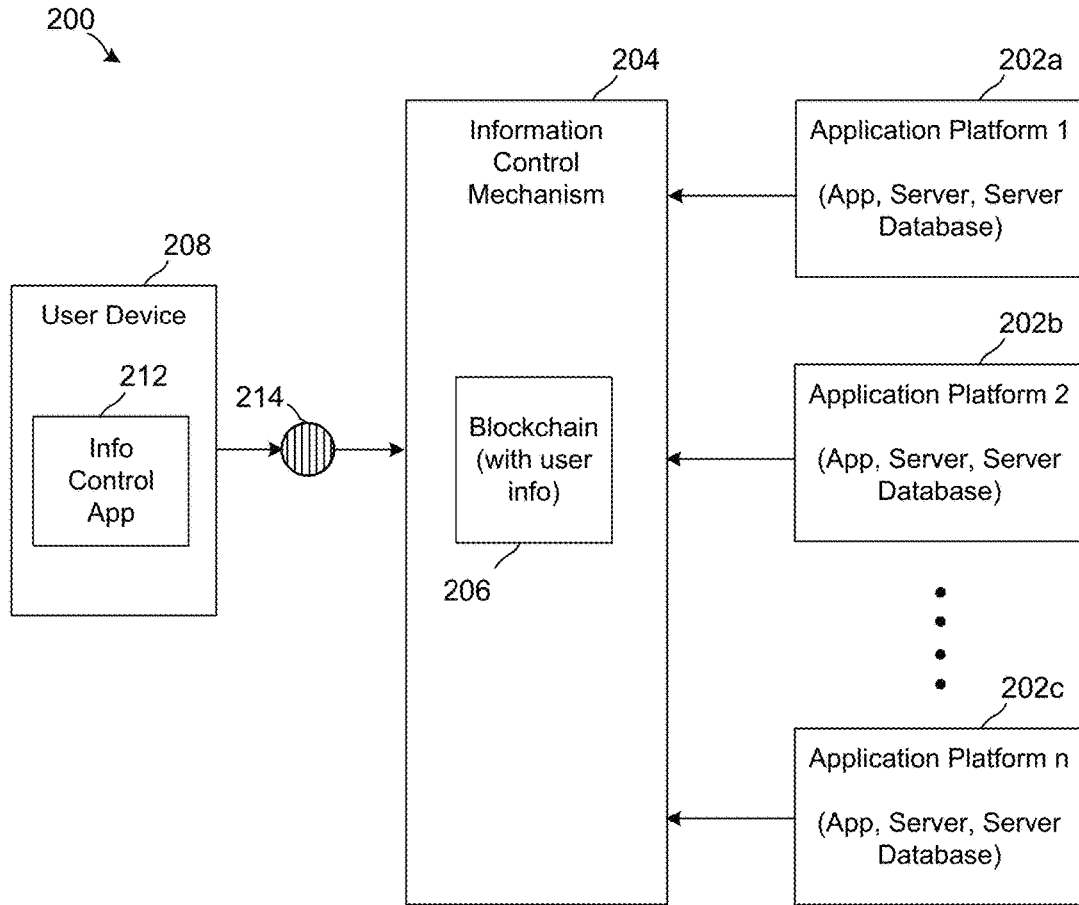 200
204
Information
Control
Mechanism
202a
Application Platform 1
(App, Server, Server
Database)
208
User Device
212
Info
Control
App
214
Blockchain
(with user
info)
206
202b
Application Platform 2
(App, Server, Server
Database)
202c
Application Platform n
(App, Server, Server
Database)